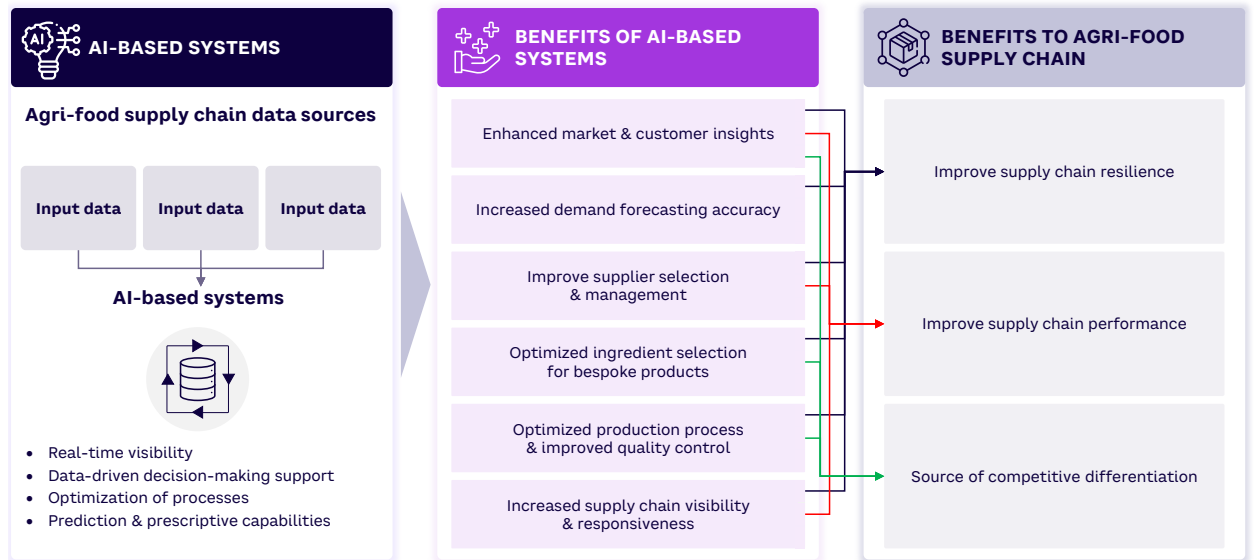 AI
AI-BASED SYSTEMS
Agri-food supply chain data sources
Input data
Input data
Input data
AI-based systems
• Real-time visibility
• Data-driven decision-making support
• Optimization of processes
• Prediction & prescriptive capabilities
BENEFITS OF AI-BASED
SYSTEMS
Enhanced market & customer insights
Increased demand forecasting accuracy
Improve supplier selection
& management
Optimized ingredient selection
for bespoke products
Optimized production process
& improved quality control
Increased supply chain visibility
& responsiveness
BENEFITS TO AGRI-FOOD
SUPPLY CHAIN
Improve supply chain resilience
Improve supply chain performance
Source of competitive differentiation